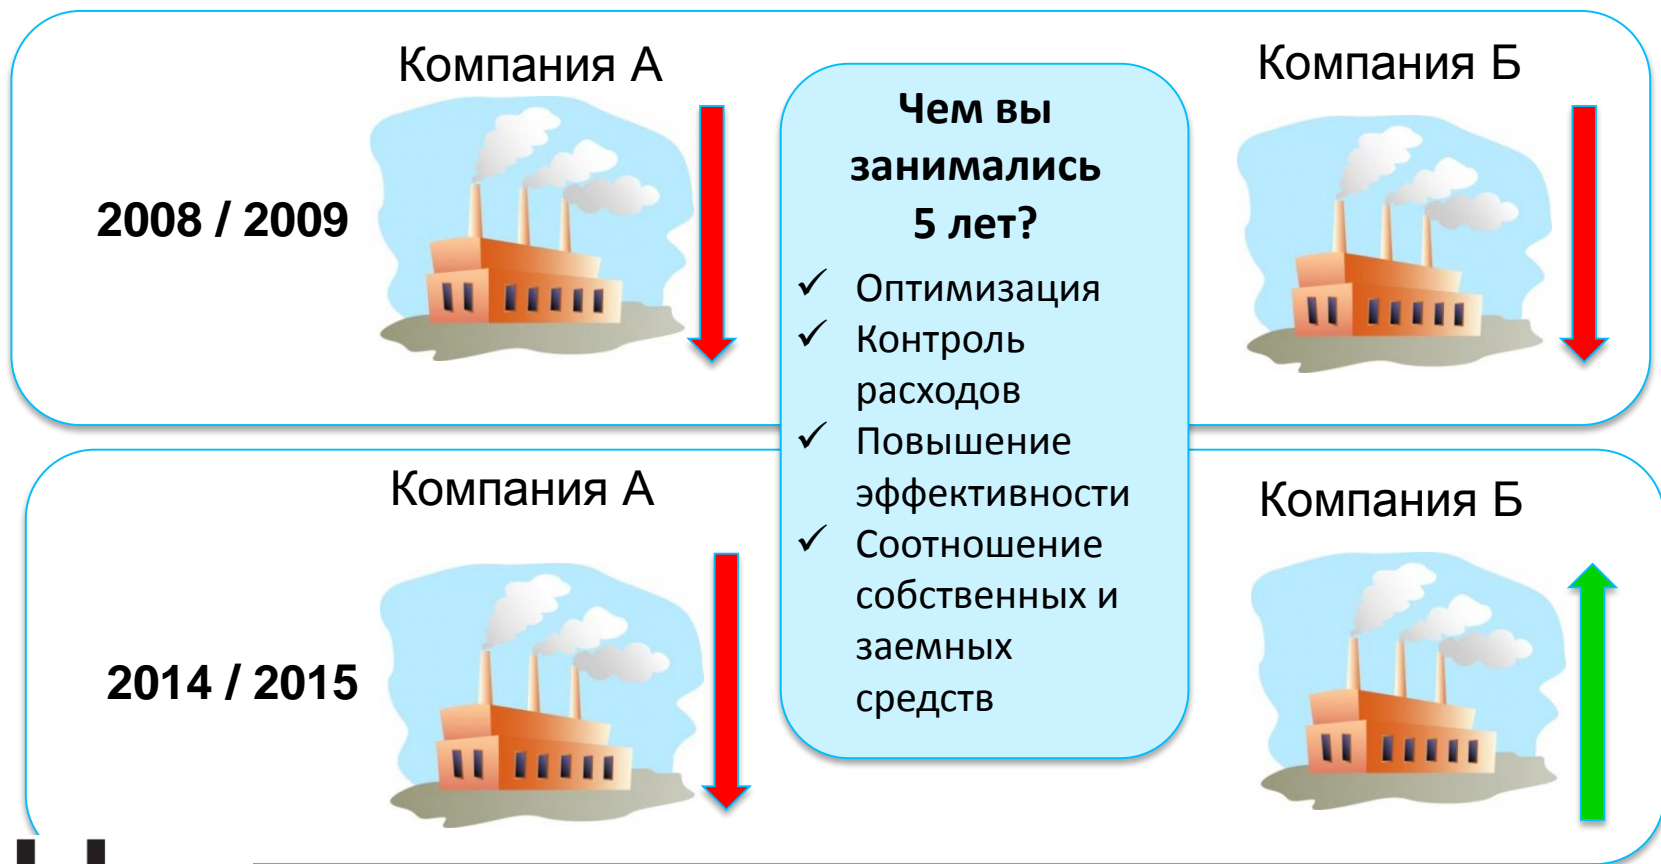 Компания А
Компания Б
2008 / 2009
Чем вы
занимались
5 лет?
✓ Оптимизация
✓ Контроль
расходов
✓ Повышение
эффективности
✓ Соотношение
собственных и
заемных
средств
Компания А
Компания Б
2014 / 2015